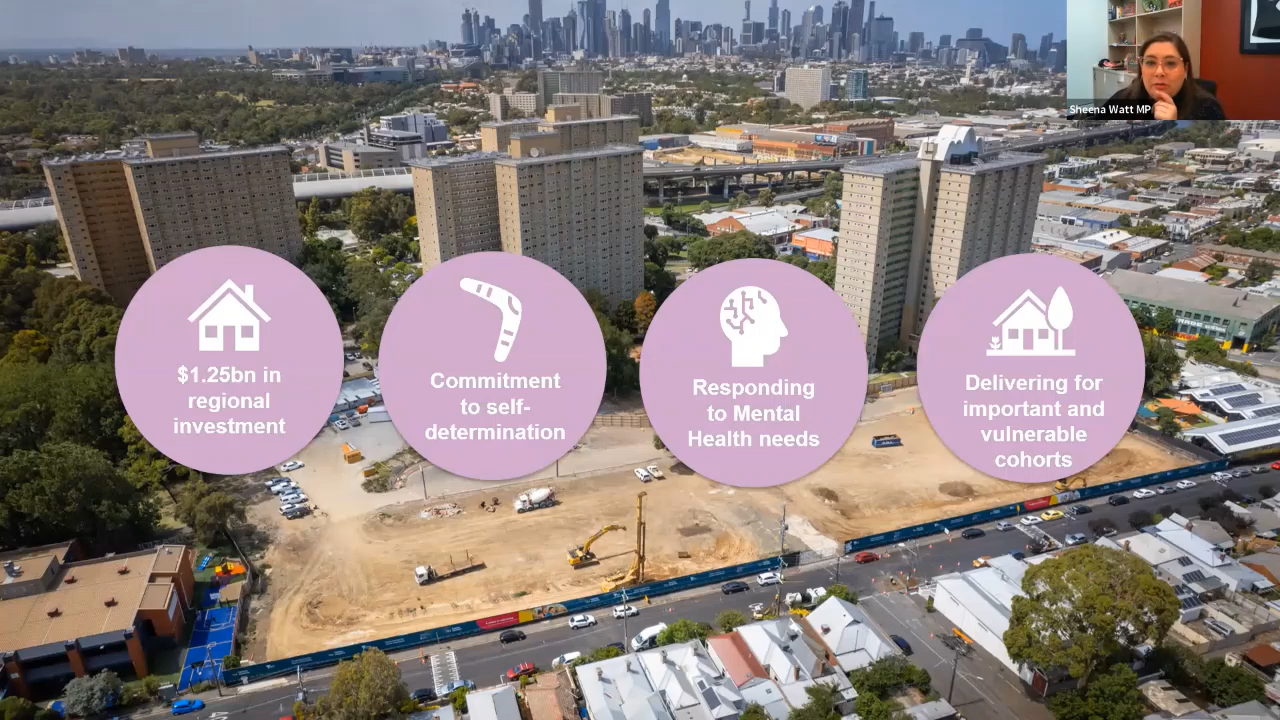 Sheena Watt MP
$1.25bn in
regional
investment
Commitment
to self-
determination
Responding
to Mental
Health needs
Delivering for
important and
vulnerable
cohorts